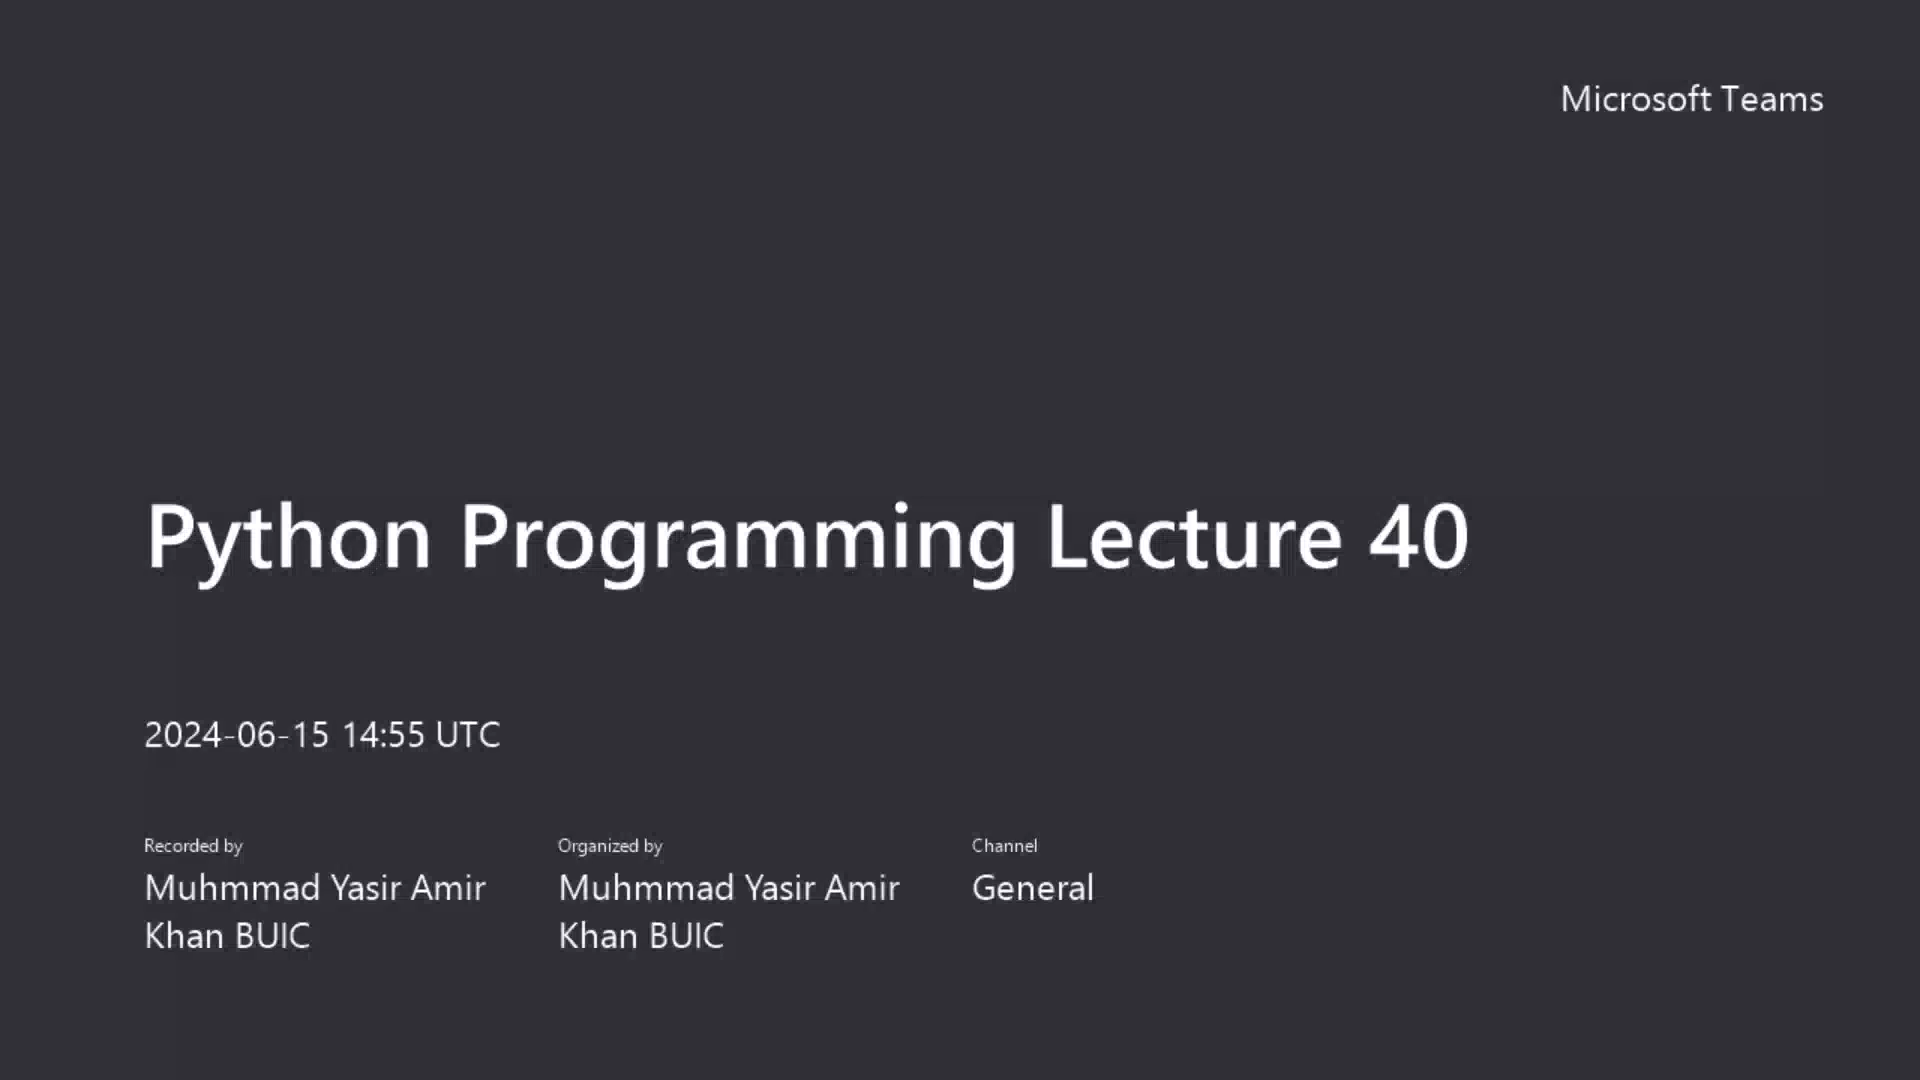 Microsoft Teams
Python Programming Lecture 40
2024-06-15 14:55 UTC
Recorded by
Muhmmad Yasir Amir
Khan BUIC
Organized by
Muhmmad Yasir Amir
Khan BUIC
Channel
General